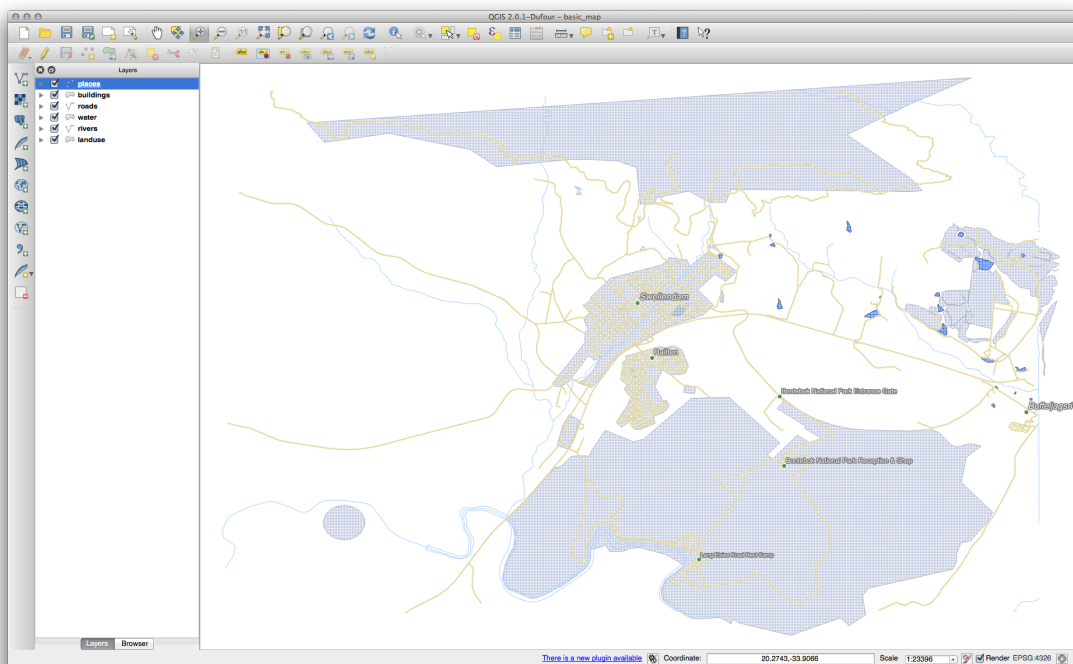 QGIS 2.0.1-Dufour – basic_map
Layers
places
buildings
roads
water
rivers
landuse
Swellendam
Railton
Bontebok National Park Entrance Gate
Buffeljagsri
Bontebok National Park Reception & Shop
Lang Elsies Kraal Rest Camp
Layers
Browser
There is a new plugin available
Coordinate:
20.2743,-33.9066
Scale
1:23396
Render
EPSG:4326